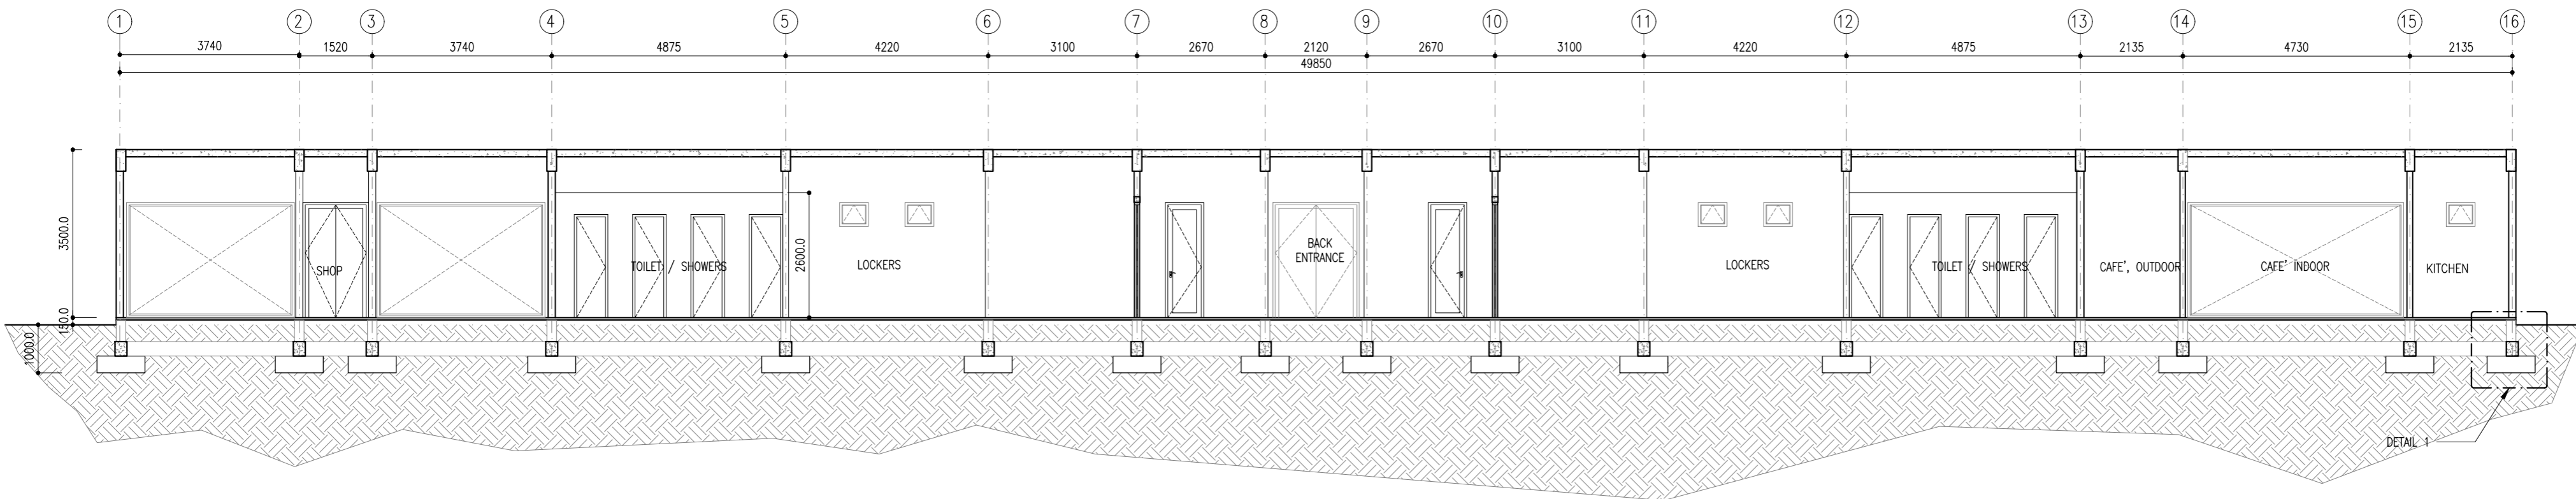 1 2 3 4 5 6 7 8 9 10 11 12 13 14 15 16
3740 1520 3740 4875 4220 3100 2670 2120 2670 3100 4220 4875 2135 4730 2135
49850
3500.0
150.0
1000.0
2600.0
SHOP
TOILET / SHOWERS
LOCKERS
BACK
ENTRANCE
LOCKERS
TOILET / SHOWERS
CAFE', OUTDOOR
CAFE' INDOOR
KITCHEN
DETAIL 1